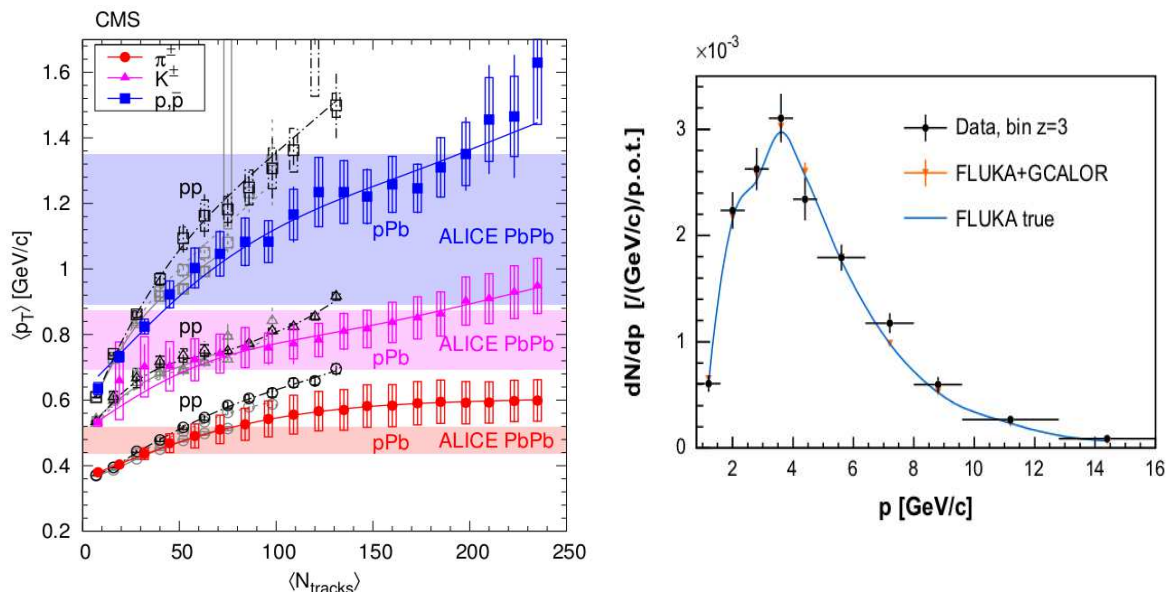 CMS
π±
K±
p,p̄
pp
pPb
ALICE PbPb
pp
pPb
ALICE PbPb
pp
pPb
ALICE PbPb
⟨pT⟩ [GeV/c]
1.6
1.4
1.2
1
0.8
0.6
0.4
0.2
0 50 100 150 200 250
⟨Ntracks⟩
×10⁻³
dN/dp [/(GeV/c)/p.o.t.]
3
2
1
0
Data, bin z=3
FLUKA+GCALOR
FLUKA true
2 4 6 8 10 12 14 16
p [GeV/c]